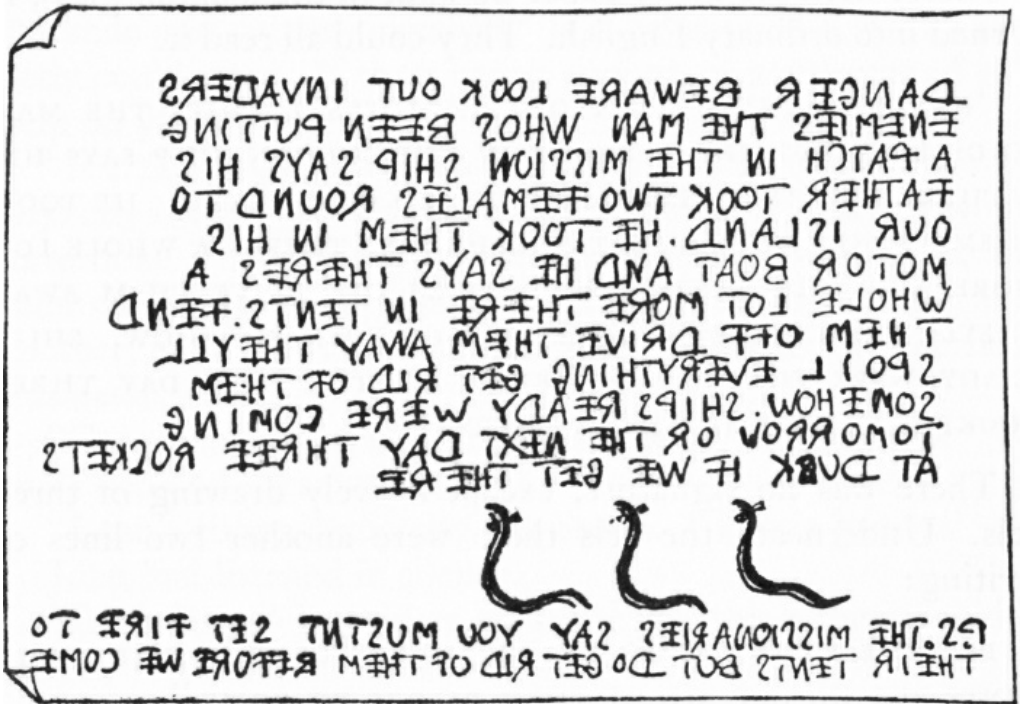 DANGER BEWARE LOOK OUT INVADERS
ENEMIES THE MAN WHOS BEEN PUTTING
A PATCH IN THE MISSION SHIP SAYS HIS
FATHER TOOK TWO FEMALES ROUND TO
OUR ISLAND HE TOOK THEM IN HIS
MOTOR BOAT AND HE SAYS THERES A
WHOLE LOT MORE THERE IN TENTS FEND
THEM OFF DRIVE THEM AWAY THEYLL
SPOIL EVERYTHING GET RID OF THEM
SOMEHOW. SHIPS READY WERE COMING
TOMORROW OR THE NEXT DAY THREE ROCKETS
AT DUSK IF WE GET THERE
P.S. THE MISSIONARIES SAY YOU MUSTNT SET FIRE TO
THEIR TENTS BUT DO GET RID OF THEM BEFORE WE COME